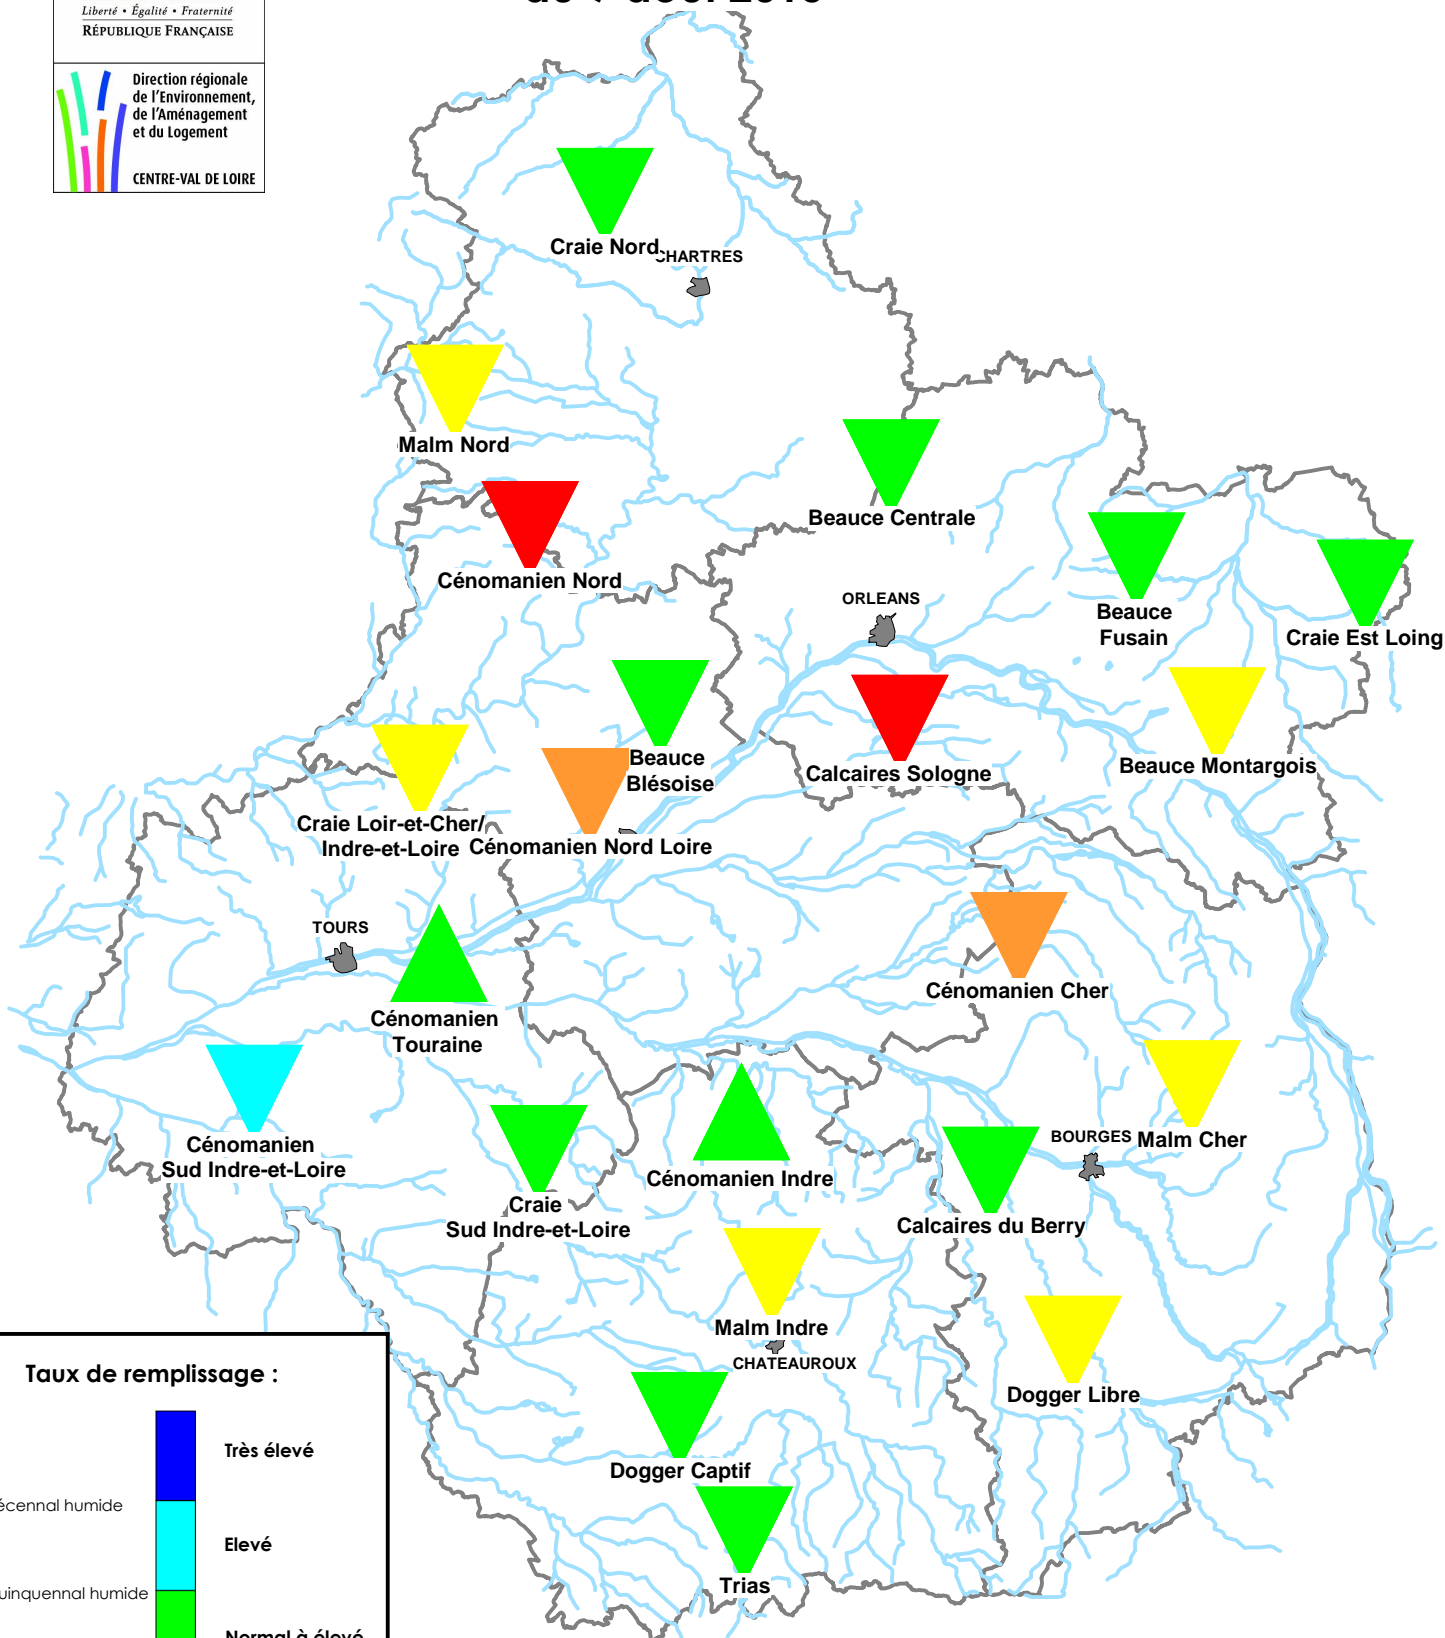 Liberté • Égalité • Fraternité
RÉPUBLIQUE FRANÇAISE
Direction régionale
de l'Environnement,
de l'Aménagement
et du Logement
CENTRE-VAL DE LOIRE
Craie Nord
CHARTRES
Malm Nord
Cénomanien Nord
Beauce Centrale
Beauce
Fusain
Craie Est Loing
ORLEANS
Beauce
Blésoise
Calcaires Sologne
Beauce Montargois
Craie Loir-et-Cher/
Indre-et-Loire
Cénomanien Nord Loire
TOURS
Cénomanien
Touraine
Cénomanien Cher
Cénomanien
Sud Indre-et-Loire
Craie
Sud Indre-et-Loire
Cénomanien Indre
BOURGES
Malm Cher
Calcaires du Berry
Malm Indre
CHATEAUROUX
Dogger Libre
Dogger Captif
Trias
Taux de remplissage :
Très élevé
écennal humide
Elevé
uinquennal humide
Normal à élevé